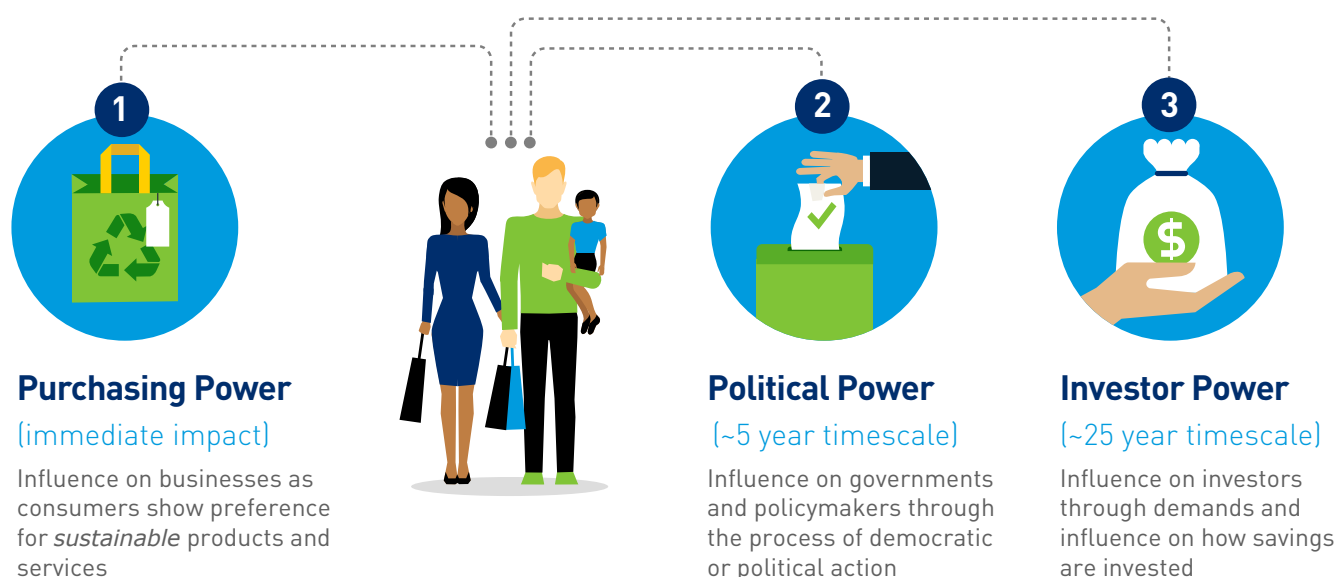 1
Purchasing Power
(immediate impact)
Influence on businesses as
consumers show preference
for sustainable products and
services
2
Political Power
(~5 year timescale)
Influence on governments
and policymakers through
the process of democratic
or political action
3
$
Investor Power
(~25 year timescale)
Influence on investors
through demands and
influence on how savings
are invested